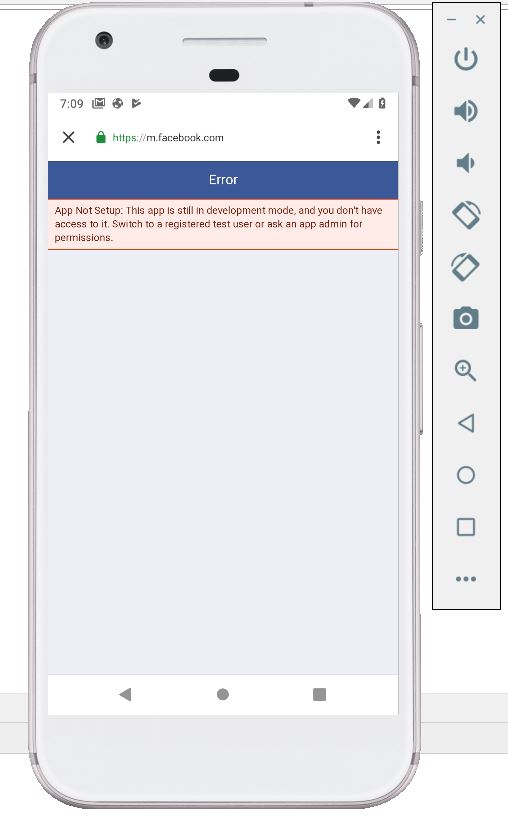 7:09
https://m.facebook.com
Error
App Not Setup: This app is still in development mode, and you don't have
access to it. Switch to a registered test user or ask an app admin for
permissions.